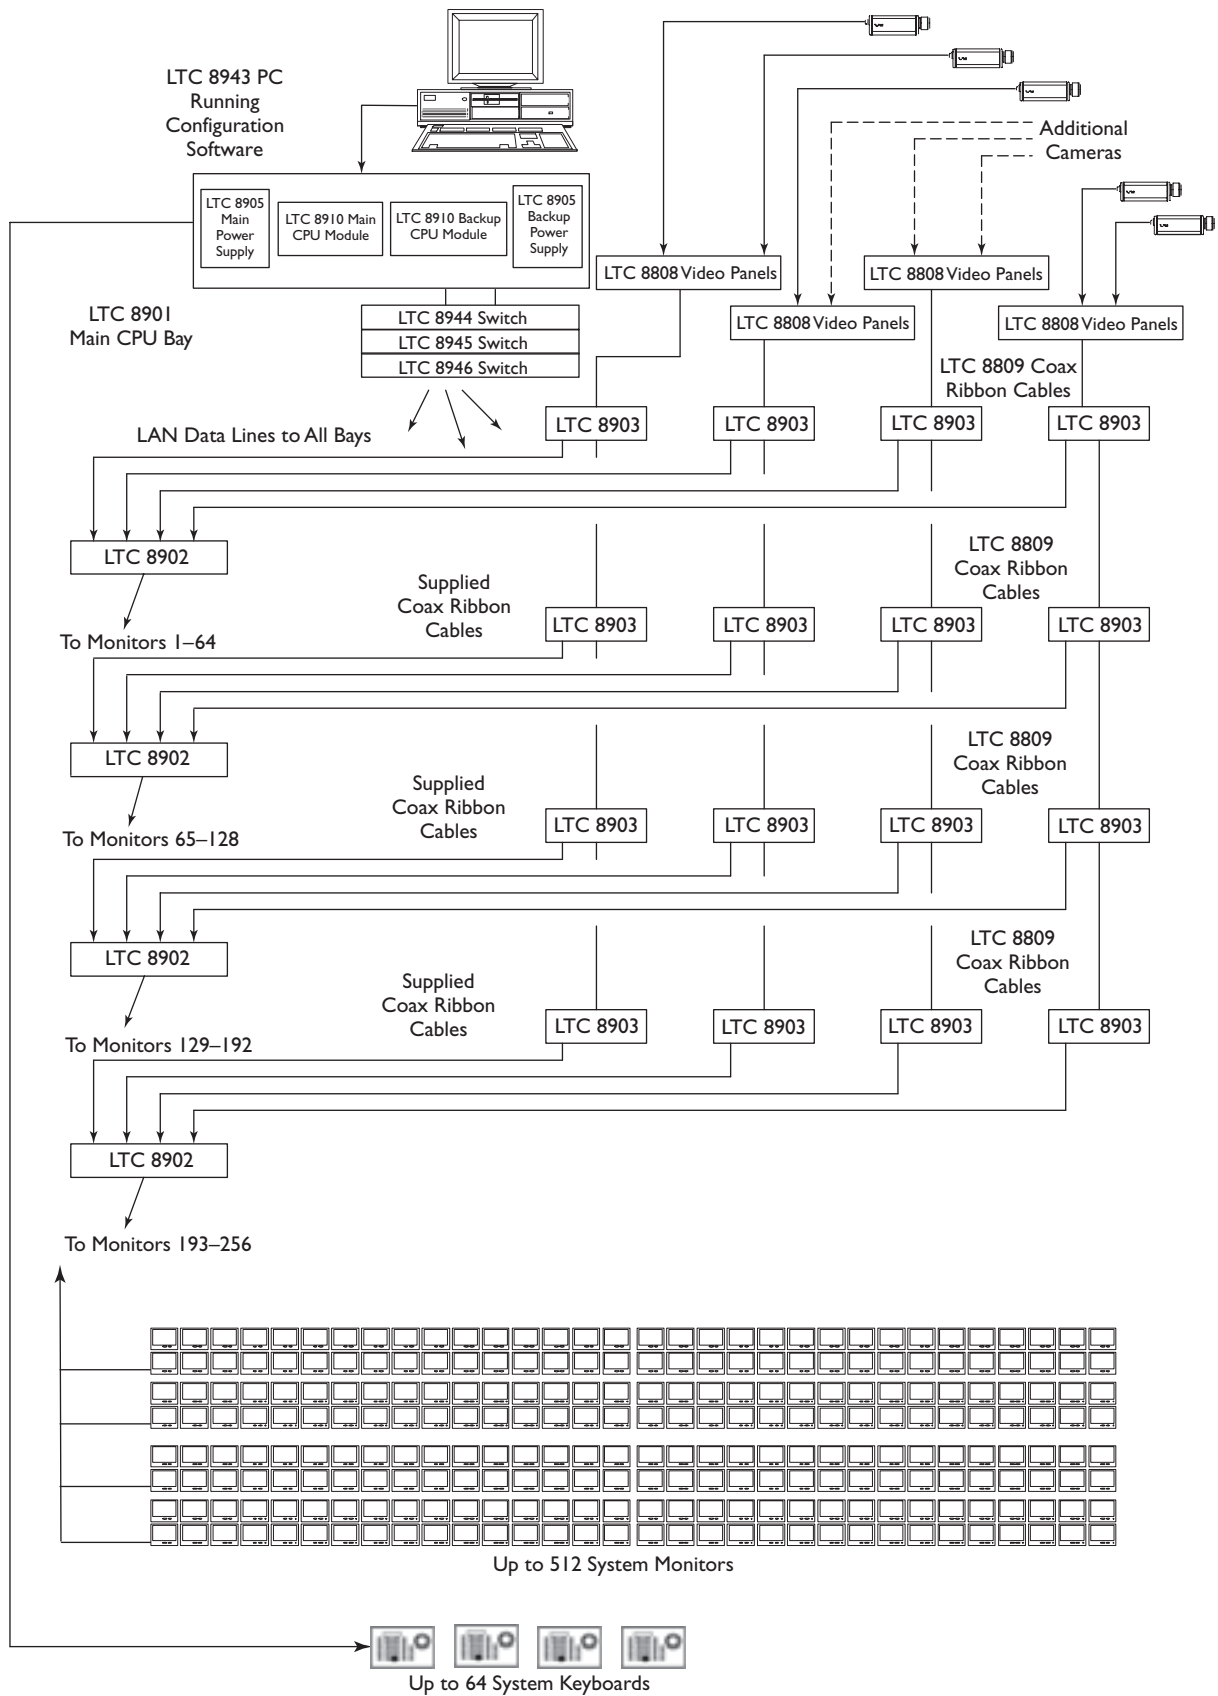 LTC 8943 PC
Running
Configuration
Software
Additional
Cameras
LTC 8905
Main
Power
Supply
LTC 8910 Main
CPU Module
LTC 8910 Backup
CPU Module
LTC 8905
Backup
Power
Supply
LTC 8808 Video Panels
LTC 8808 Video Panels
LTC 8901
Main CPU Bay
LTC 8944 Switch
LTC 8945 Switch
LTC 8946 Switch
LTC 8808 Video Panels
LTC 8808 Video Panels
LTC 8809 Coax
Ribbon Cables
LAN Data Lines to All Bays
LTC 8903
LTC 8903
LTC 8903
LTC 8903
LTC 8902
LTC 8809
Coax Ribbon
Cables
Supplied
Coax Ribbon
Cables
To Monitors 1–64
LTC 8903
LTC 8903
LTC 8903
LTC 8903
LTC 8902
LTC 8809
Coax Ribbon
Cables
Supplied
Coax Ribbon
Cables
To Monitors 65–128
LTC 8903
LTC 8903
LTC 8903
LTC 8903
LTC 8902
LTC 8809
Coax Ribbon
Cables
Supplied
Coax Ribbon
Cables
To Monitors 129–192
LTC 8903
LTC 8903
LTC 8903
LTC 8903
LTC 8902
To Monitors 193–256
Up to 512 System Monitors
Up to 64 System Keyboards